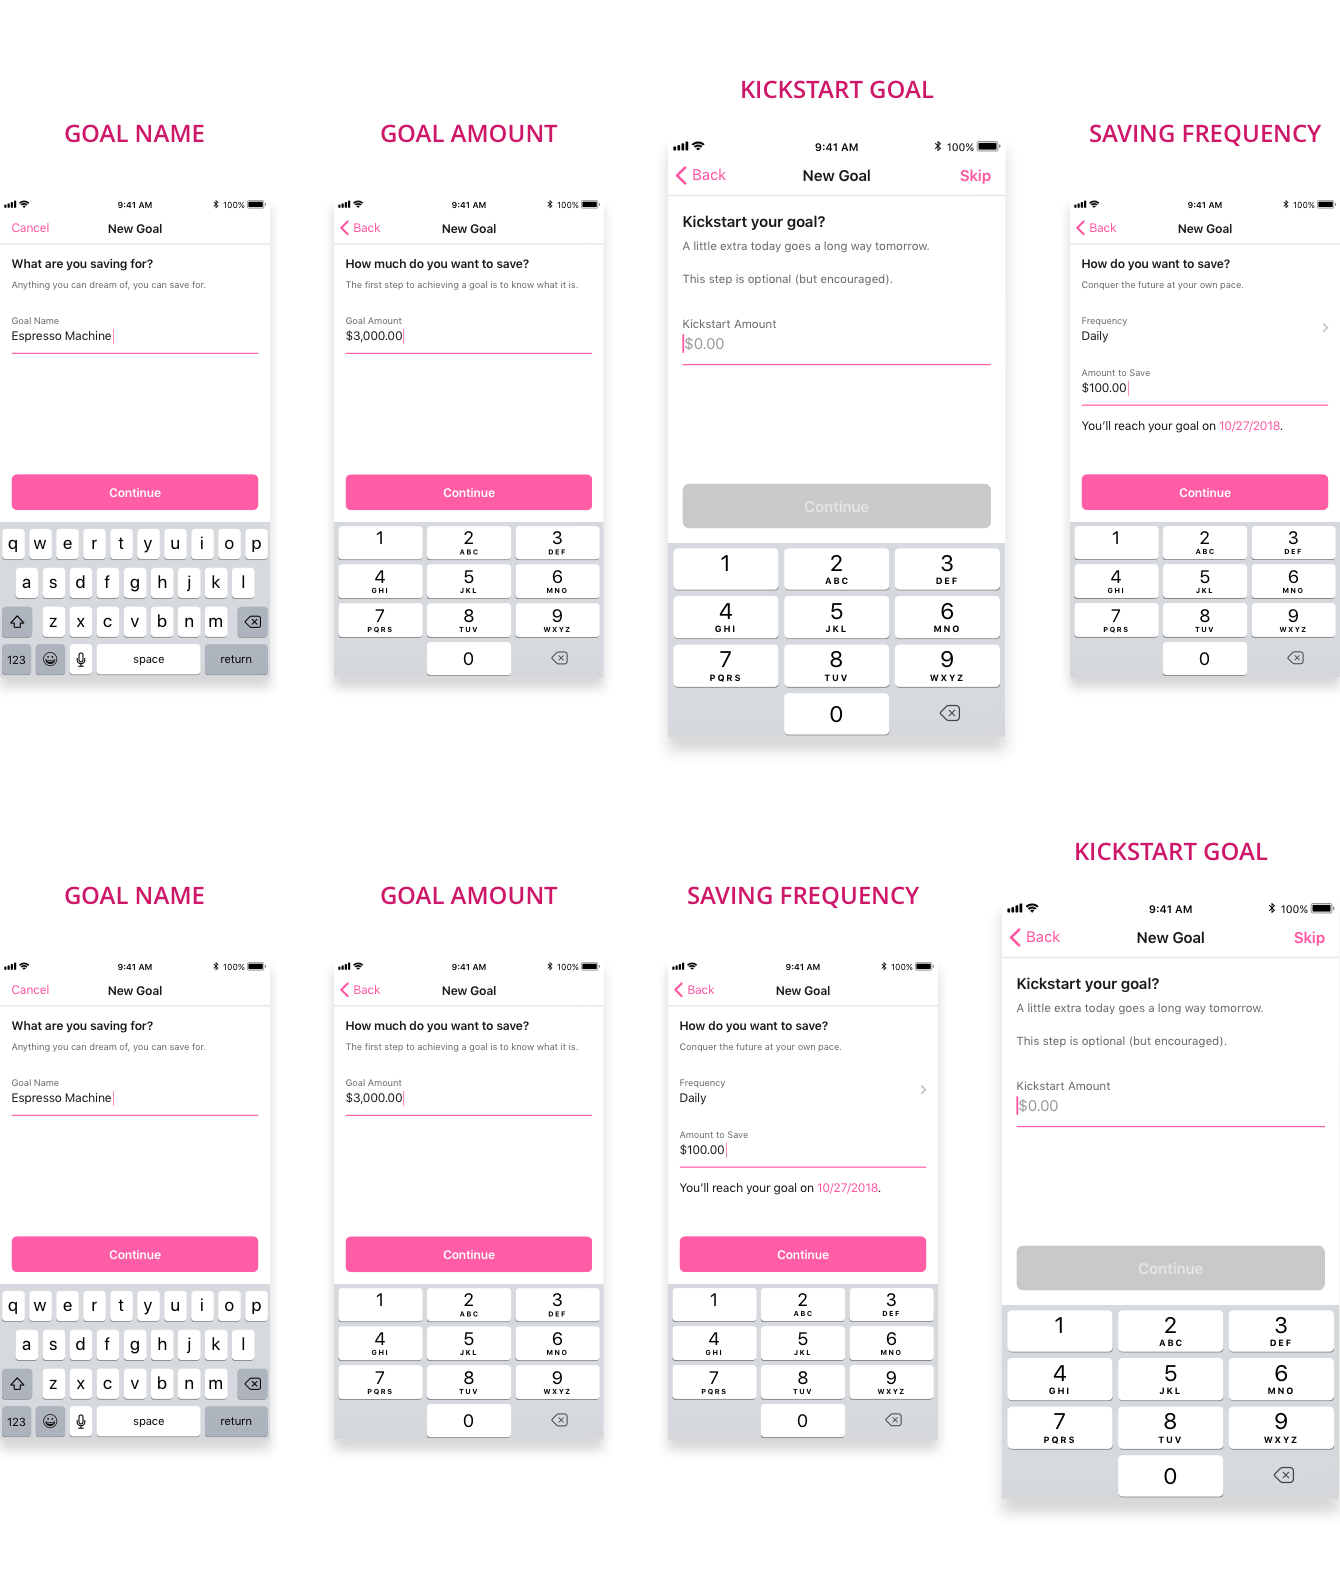 KICKSTART GOAL
GOAL NAME
GOAL AMOUNT
SAVING FREQUENCY
9:41 AM
Cancel
New Goal
100%
What are you saving for?
Anything you can dream of, you can save for.
Goal Name
Espresso Machine
Continue
q w e r t y u i o p
a s d f g h j k l
z x c v b n m
123 space return
9:41 AM
100%
Back
New Goal
How much do you want to save?
The first step to achieving a goal is to know what it is.
Goal Amount
$3,000.00
Continue
1 2 3
ABC DEF
4 5 6
GHI JKL MNO
7 8 9
PQRS TUV WXYZ
0
9:41 AM
100%
Back
New Goal
Skip
Kickstart your goal?
A little extra today goes a long way tomorrow.
This step is optional (but encouraged).
Kickstart Amount
$0.00
Continue
1 2 3
ABC DEF
4 5 6
GHI JKL MNO
7 8 9
PQRS TUV WXYZ
0
9:41 AM
100%
Back
New Goal
How do you want to save?
Conquer the future at your own pace.
Frequency
Daily
Amount to Save
$100.00
You'll reach your goal on 10/27/2018.
Continue
1 2 3
ABC DEF
4 5 6
GHI JKL MNO
7 8 9
PQRS TUV WXYZ
0
KICKSTART GOAL
GOAL NAME
GOAL AMOUNT
SAVING FREQUENCY
9:41 AM
100%
Cancel
New Goal
What are you saving for?
Anything you can dream of, you can save for.
Goal Name
Espresso Machine
Continue
q w e r t y u i o p
a s d f g h j k l
z x c v b n m
123 space return
9:41 AM
100%
Back
New Goal
How much do you want to save?
The first step to achieving a goal is to know what it is.
Goal Amount
$3,000.00
Continue
1 2 3
ABC DEF
4 5 6
GHI JKL MNO
7 8 9
PQRS TUV WXYZ
0
9:41 AM
100%
Back
New Goal
How do you want to save?
Conquer the future at your own pace.
Frequency
Daily
Amount to Save
$100.00
You'll reach your goal on 10/27/2018.
Continue
1 2 3
ABC DEF
4 5 6
GHI JKL MNO
7 8 9
PQRS TUV WXYZ
0
9:41 AM
100%
Back
New Goal
Skip
Kickstart your goal?
A little extra today goes a long way tomorrow.
This step is optional (but encouraged).
Kickstart Amount
$0.00
Continue
1 2 3
ABC DEF
4 5 6
GHI JKL MNO
7 8 9
PQRS TUV WXYZ
0